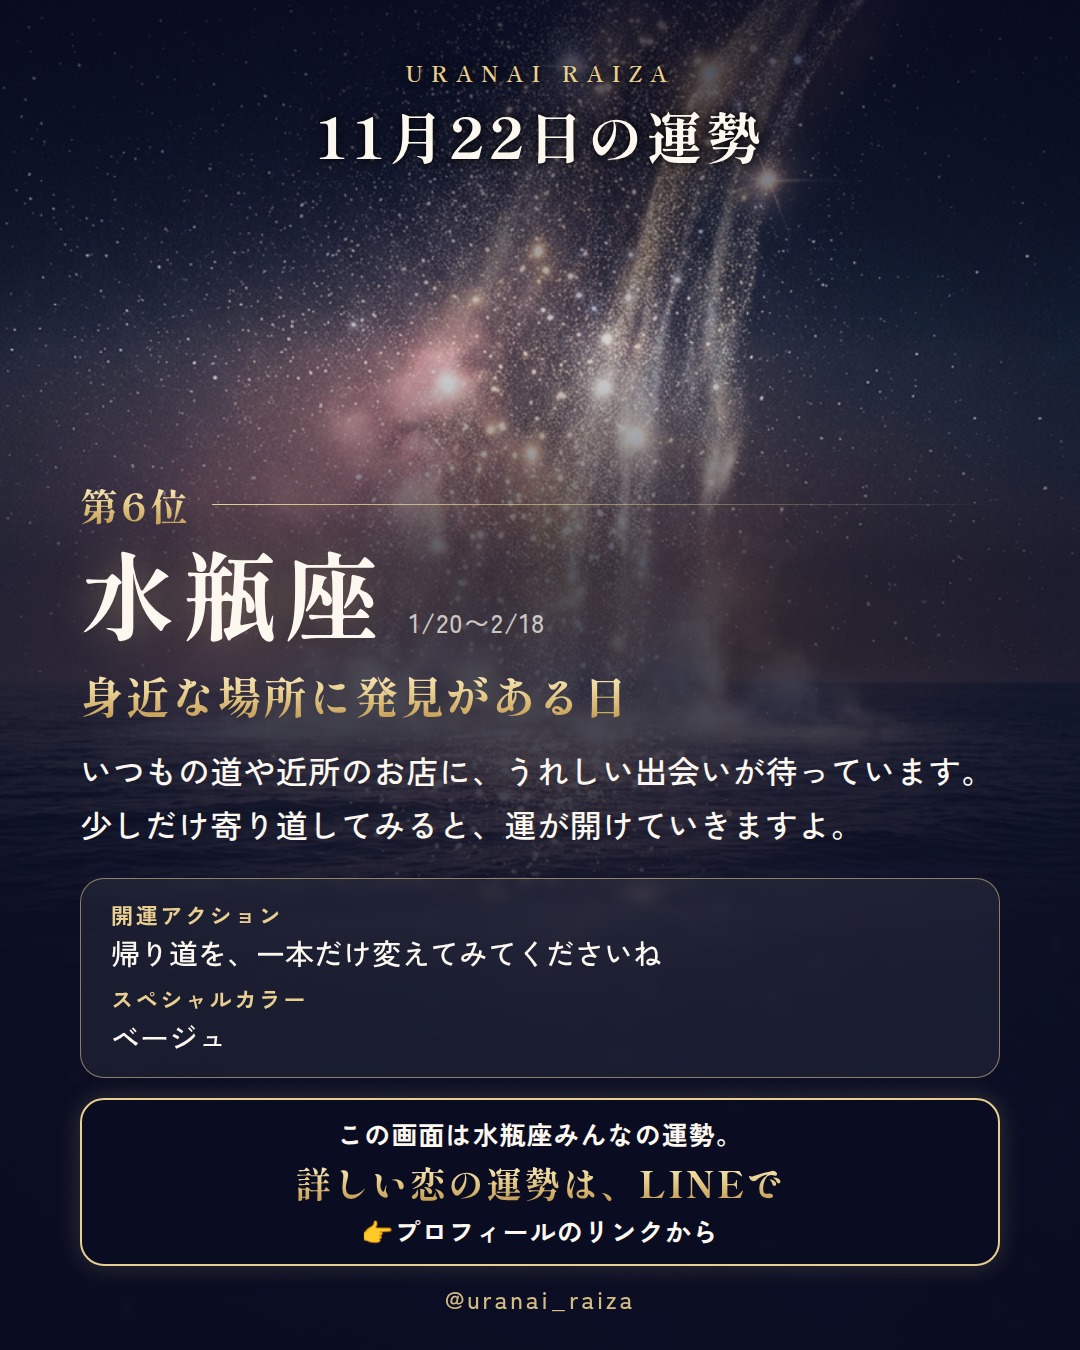 URANAI RAIZA
11月22日の運勢
第6位
水瓶座 1/20〜2/18
身近な場所に発見がある日
いつもの道や近所のお店に、うれしい出会いが待っています。
少しだけ寄り道してみると、運が開けていきますよ。
開運アクション
帰り道を、一本だけ変えてみてくださいね
スペシャルカラー
ベージュ
この画面は水瓶座みんなの運勢。
詳しい恋の運勢は、LINEで
👉プロフィールのリンクから
@uranai_raiza